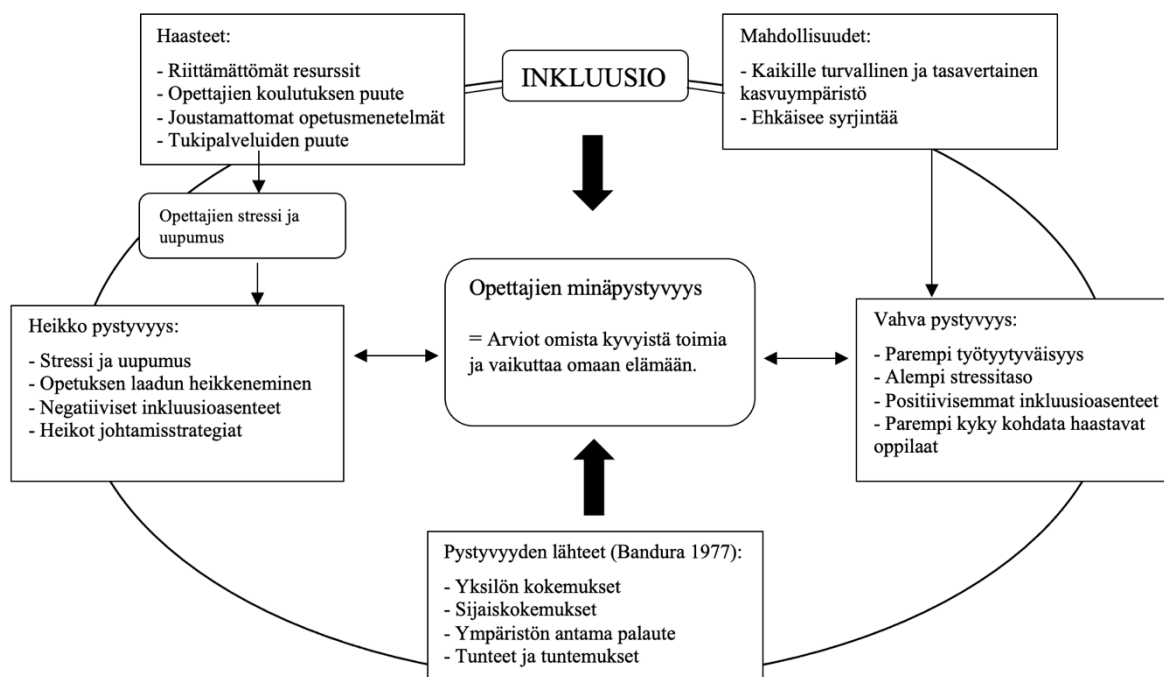 Haasteet:
- Riittämättömät resurssit
- Opettajien koulutuksen puute
- Joustamattomat opetusmenetelmät
- Tukipalveluiden puute
INKLUUSIO
Mahdollisuudet:
- Kaikille turvallinen ja tasavertainen
kasvuympäristö
- Ehkäisee syrjintää
Opettajien stressi ja
uupumus
Heikko pystyvyys:
- Stressi ja uupumus
- Opetuksen laadun heikkeneminen
- Negatiiviset inkluusioasenteet
- Heikot johtamisstrategiat
Opettajien minäpystyvyys
= Arviot omista kyvyistä toimia
ja vaikuttaa omaan elämään.
Vahva pystyvyys:
- Parempi työtyytyväisyys
- Alempi stressitaso
- Positiivisemmat inkluusioasenteet
- Parempi kyky kohdata haastavat
oppilaat
Pystyvyyden lähteet (Bandura 1977):
- Yksilön kokemukset
- Sijaiskokemukset
- Ympäristön antama palaute
- Tunteet ja tuntemukset